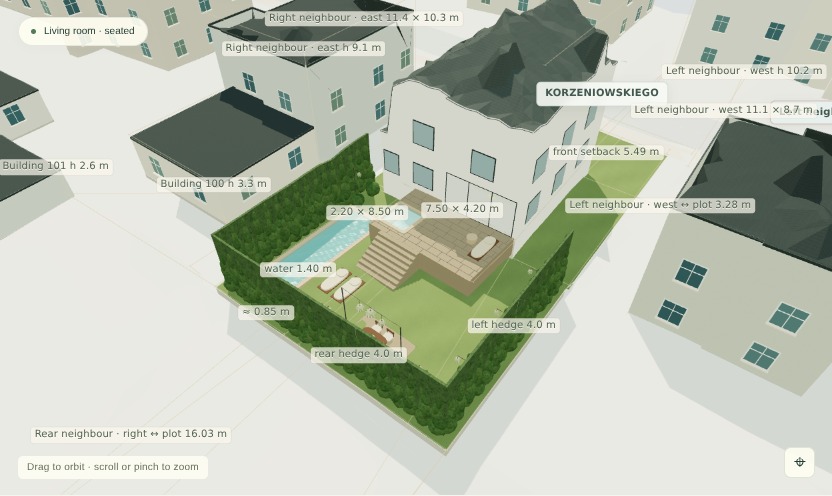 Right neighbour · east 11.4 × 10.3 m
Living room · seated
Right neighbour · east h 9.1 m
Left neighbour · west h 10.2 m
KORZENIOWSKIEGO
Left neighbour · west 11.1 × 8.7 m
front setback 5.49 m
Building 101 h 2.6 m
Building 100 h 3.3 m
Left neighbour · west ↔ plot 3.28 m
2.20 × 8.50 m
7.50 × 4.20 m
water 1.40 m
≈ 0.85 m
left hedge 4.0 m
rear hedge 4.0 m
Rear neighbour · right ↔ plot 16.03 m
Drag to orbit · scroll or pinch to zoom